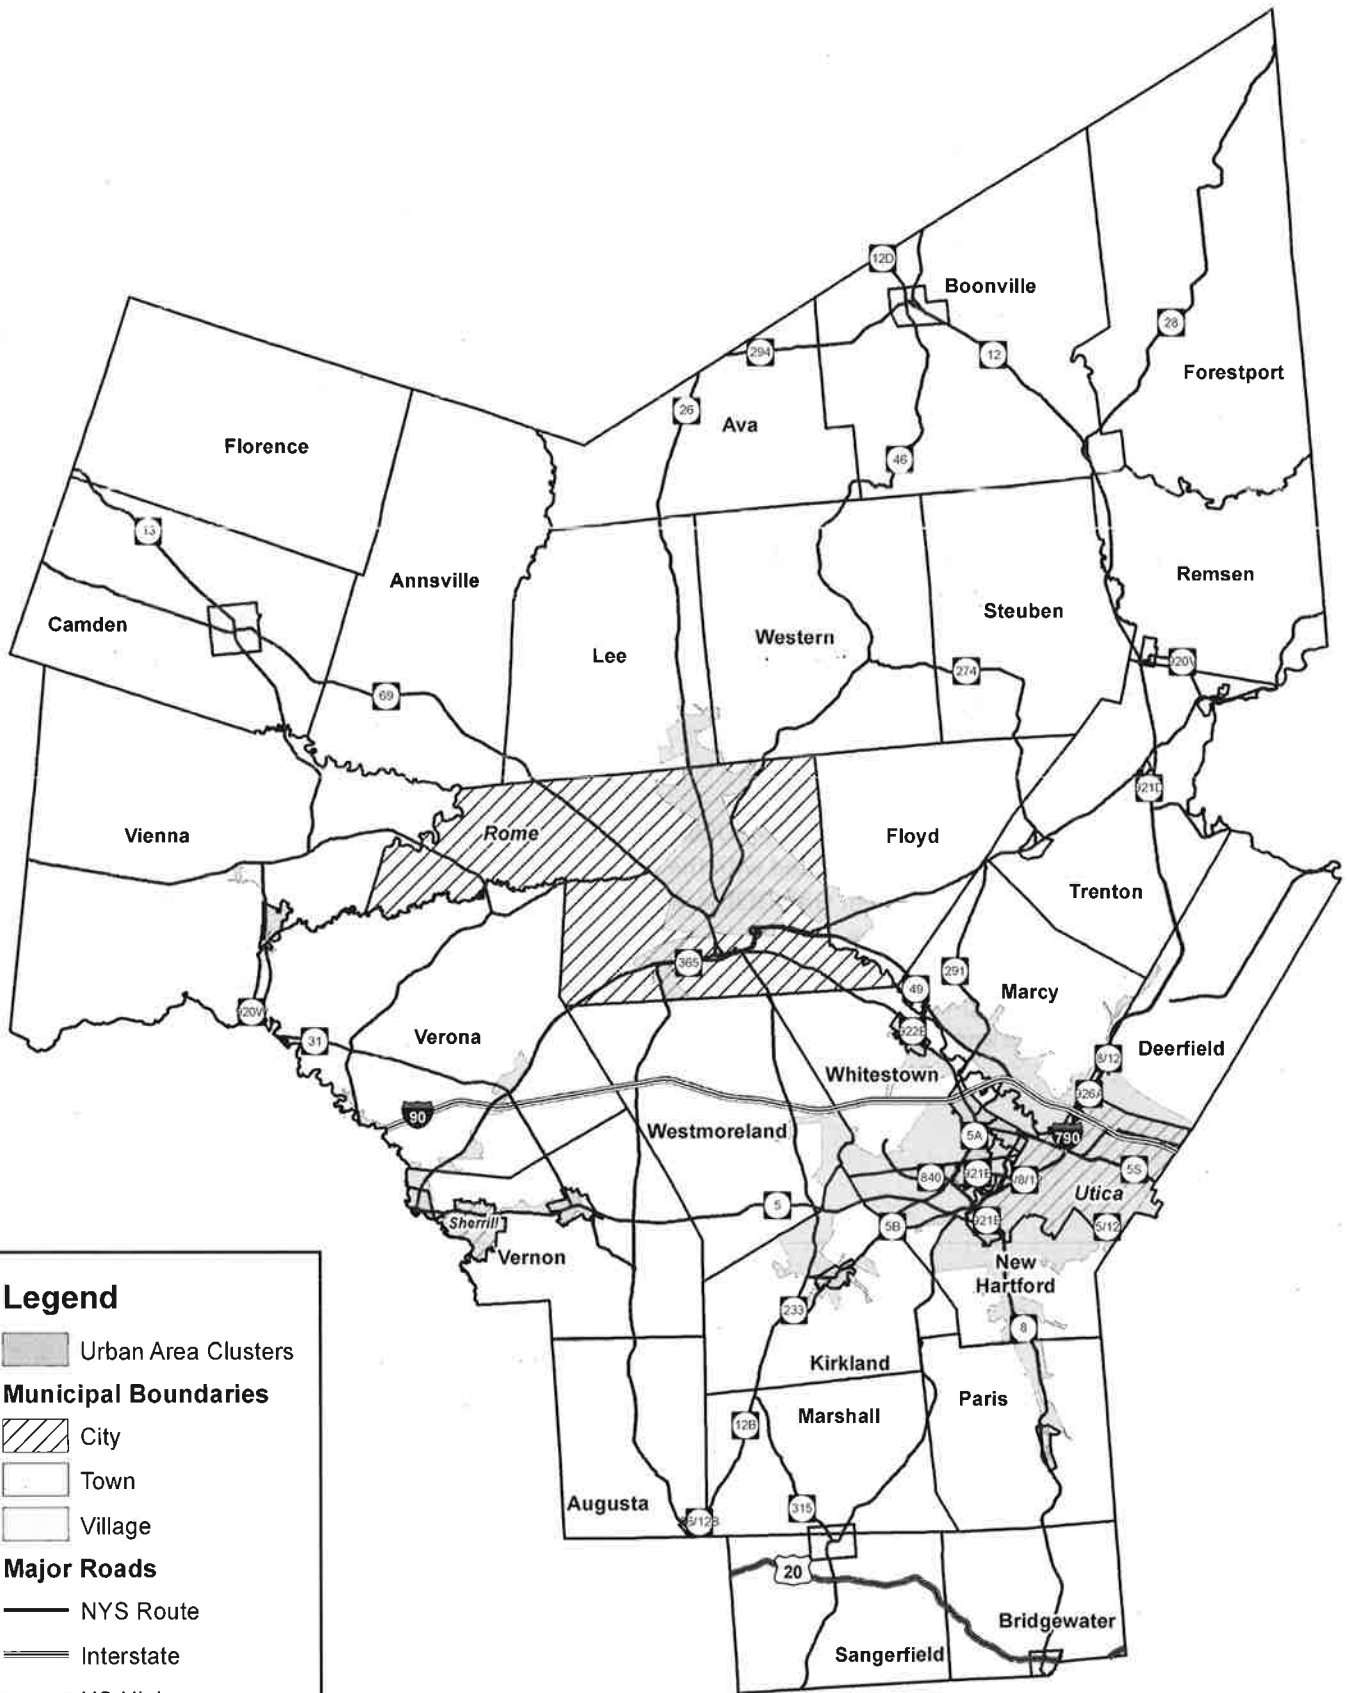 12D
Boonville
28
294
12
Forestport
26
Ava
Florence
46
13
Annsville
Remsen
Camden
Steuben
Western
Lee
920V
274
69
921D
Rome
Vienna
Floyd
Trenton
365
291
49
Marcy
920V
922E
31
Verona
Deerfield
8/12
Whitestown
926A
90
Westmoreland
5A
790
840
921E
5S
Utica
5
Sherrill
5B
921E
5/12
Vernon
New
Hartford
Legend
233
8
Urban Area Clusters
Kirkland
Municipal Boundaries
Paris
Marshall
City
12B
Town
Augusta
315
Village
Major Roads
20
NYS Route
Bridgewater
Interstate
Sangerfield